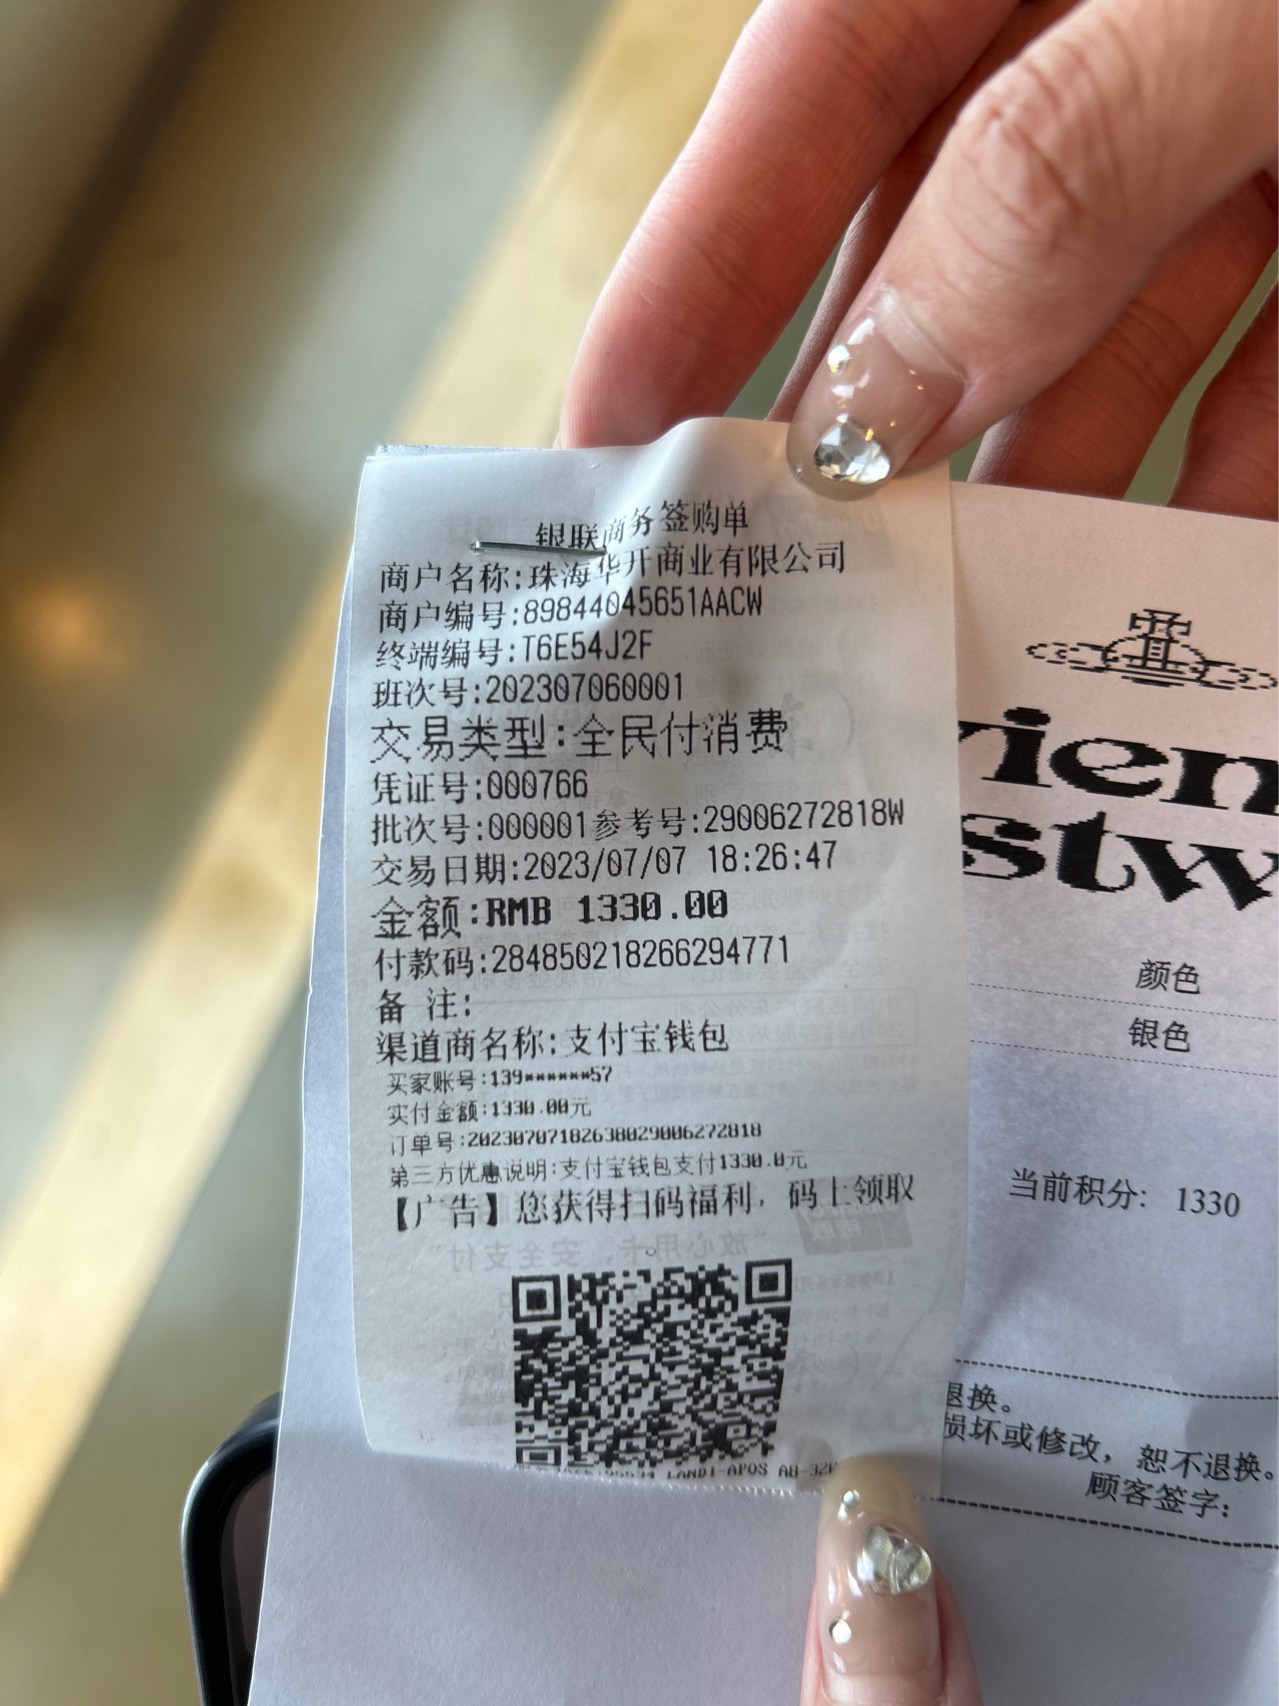 银联商务签购单
商户名称:珠海华开商业有限公司
商户编号:89844045651AACW
终端编号:T6E54J2F
班次号:202307060001
交易类型:全民付消费
凭证号:000766
批次号:000001参考号:29006272818W
交易日期:2023/07/07 18:26:47
金额:RMB 1330.00
付款码:284850218266294771
备 注:
渠道商名称:支付宝钱包
买家账号:139******57
实付金额:1330.00元
订单号:20230707182638029006272818
第三方优惠说明:支付宝钱包支付1330.0元
【广告】您获得扫码福利，码上领取
LANDI-APOS A8-32
vien
stw
颜色
银色
当前积分: 1330
退换。
损坏或修改，恕不退换。
顾客签字: